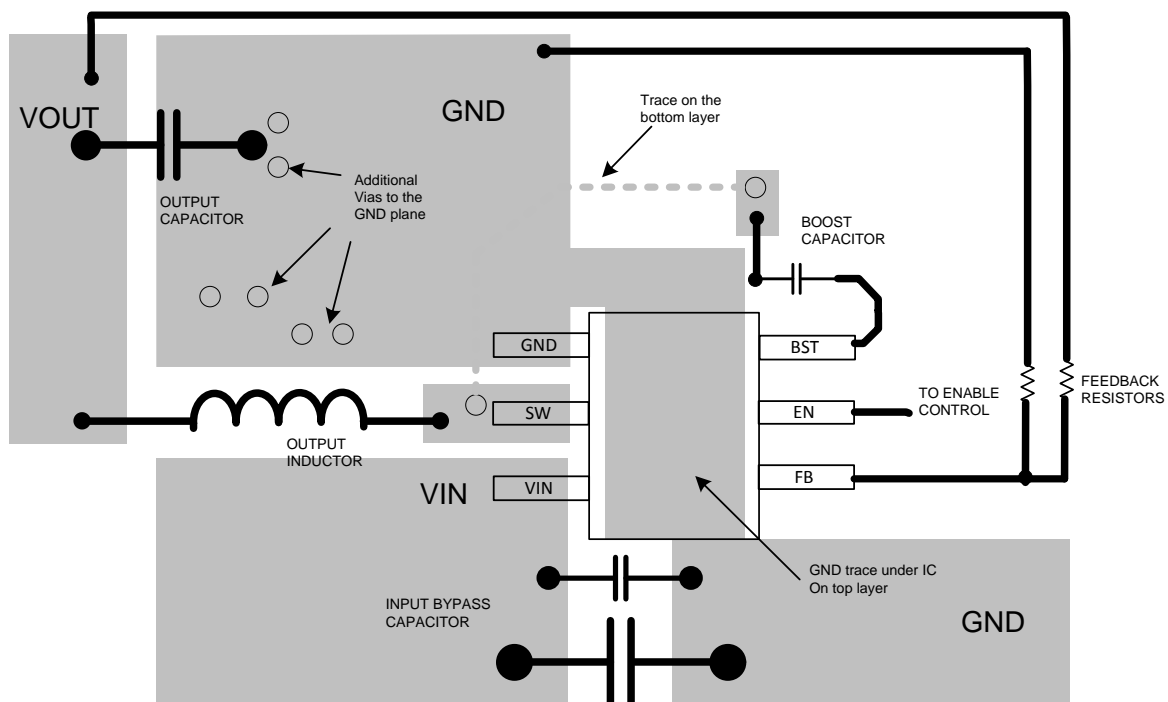 VOUT
GND
Trace on the
bottom layer
Additional
Vias to the
GND plane
OUTPUT
CAPACITOR
BOOST
CAPACITOR
GND
BST
SW
EN
TO ENABLE
CONTROL
FEEDBACK
RESISTORS
OUTPUT
INDUCTOR
VIN
VIN
FB
GND trace under IC
On top layer
INPUT BYPASS
CAPACITOR
GND